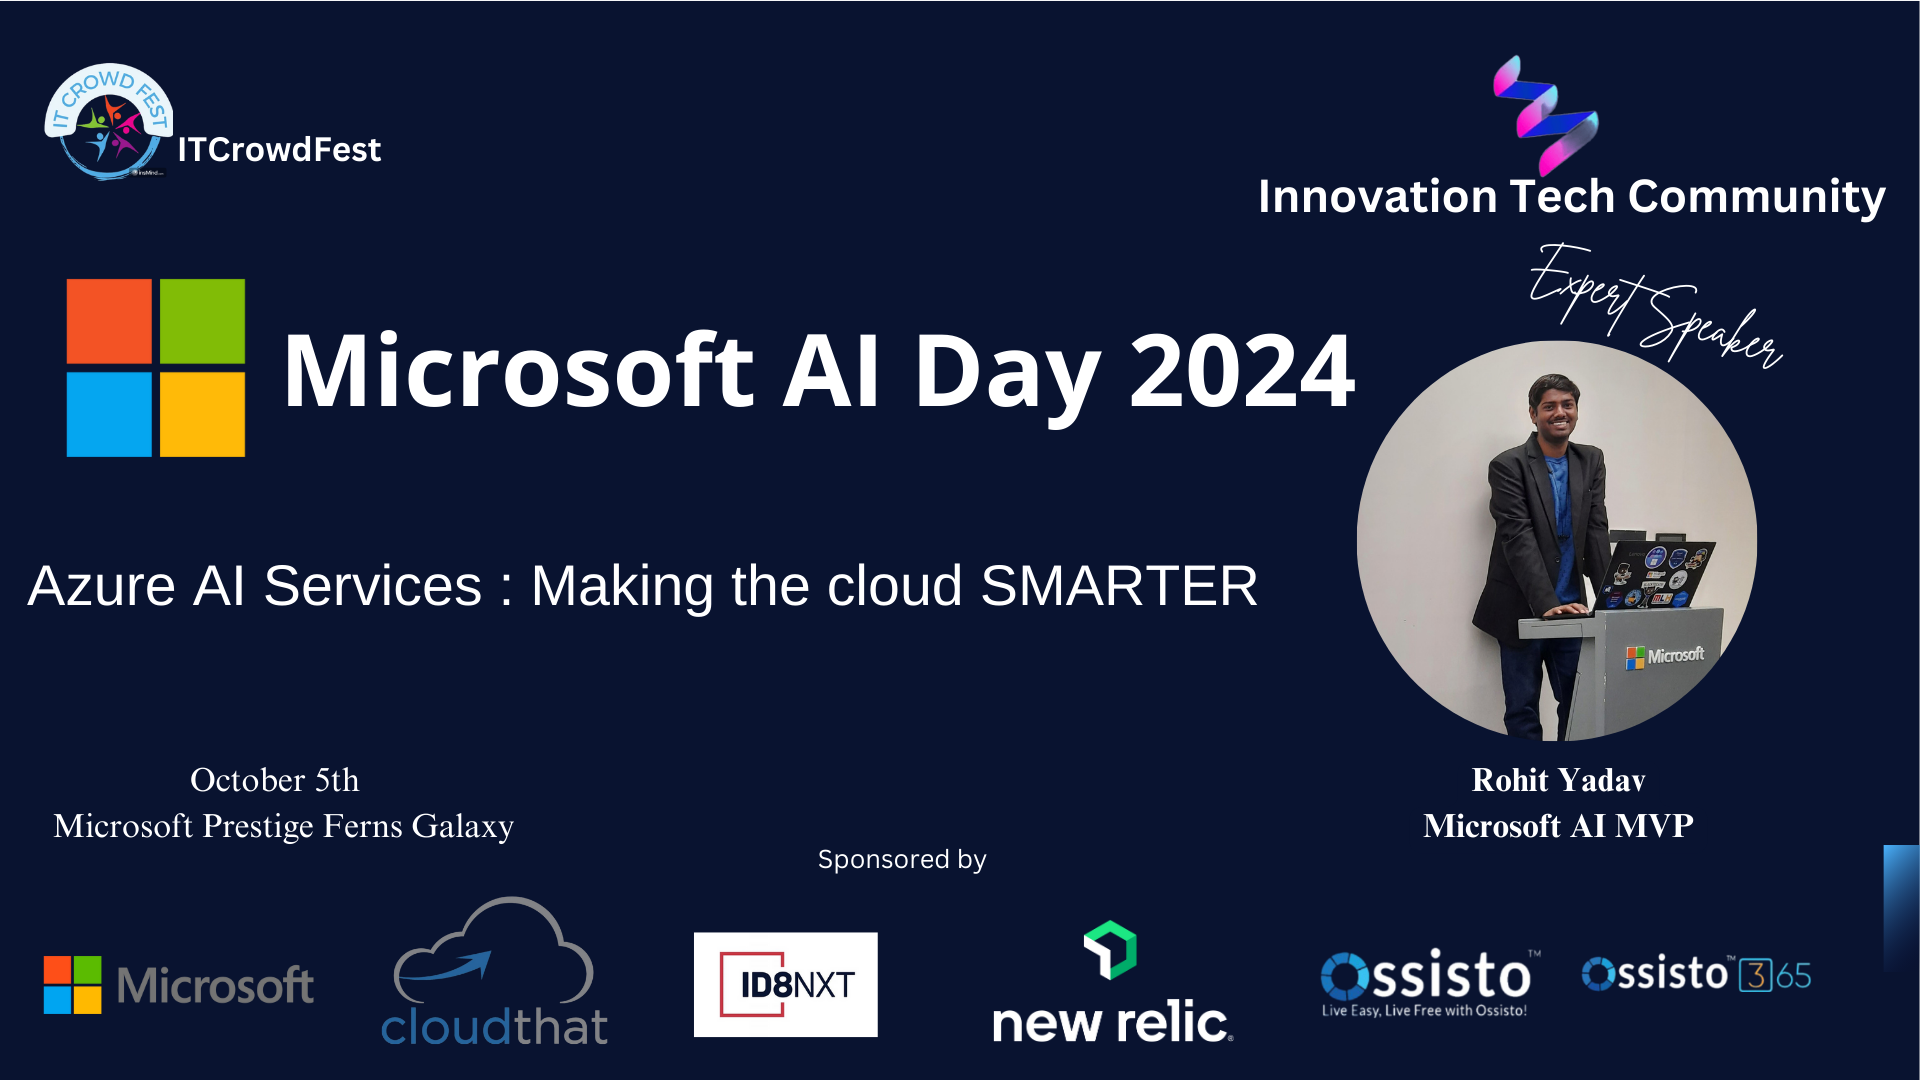 IT CROWD FEST
insMind.com
ITCrowdFest
Innovation Tech Community
Expert Speaker
Microsoft AI Day 2024
Azure AI Services : Making the cloud SMARTER
Microsoft
October 5th
Microsoft Prestige Ferns Galaxy
Rohit Yadav
Microsoft AI MVP
Sponsored by
Microsoft
cloudthat
ID8NXT
new relic®
Ossisto™
Live Easy, Live Free with Ossisto!
Ossisto™ 365